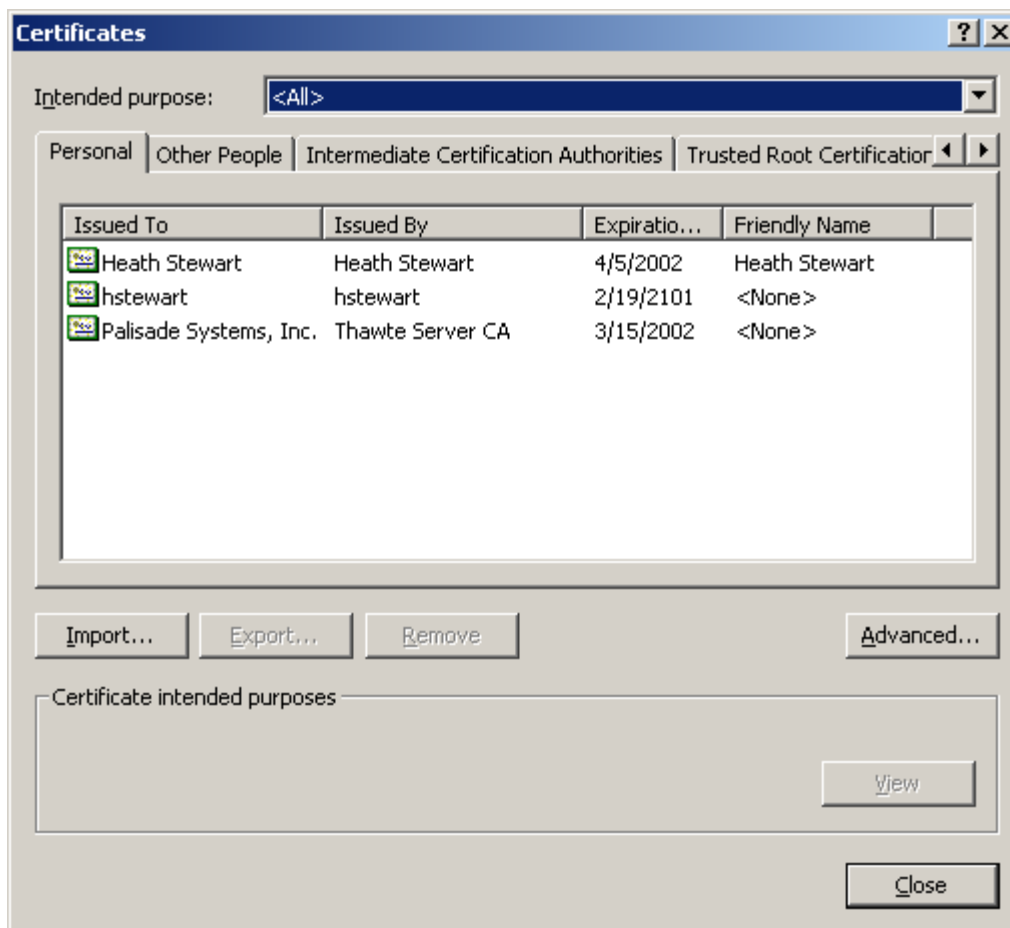 Certificates
Intended purpose: <All>
Personal Other People Intermediate Certification Authorities Trusted Root Certification
Issued To Issued By Expiratio... Friendly Name
Heath Stewart Heath Stewart 4/5/2002 Heath Stewart
hstewart hstewart 2/19/2101 <None>
Palisade Systems, Inc. Thawte Server CA 3/15/2002 <None>
Import... Export... Remove Advanced...
Certificate intended purposes
View
Close